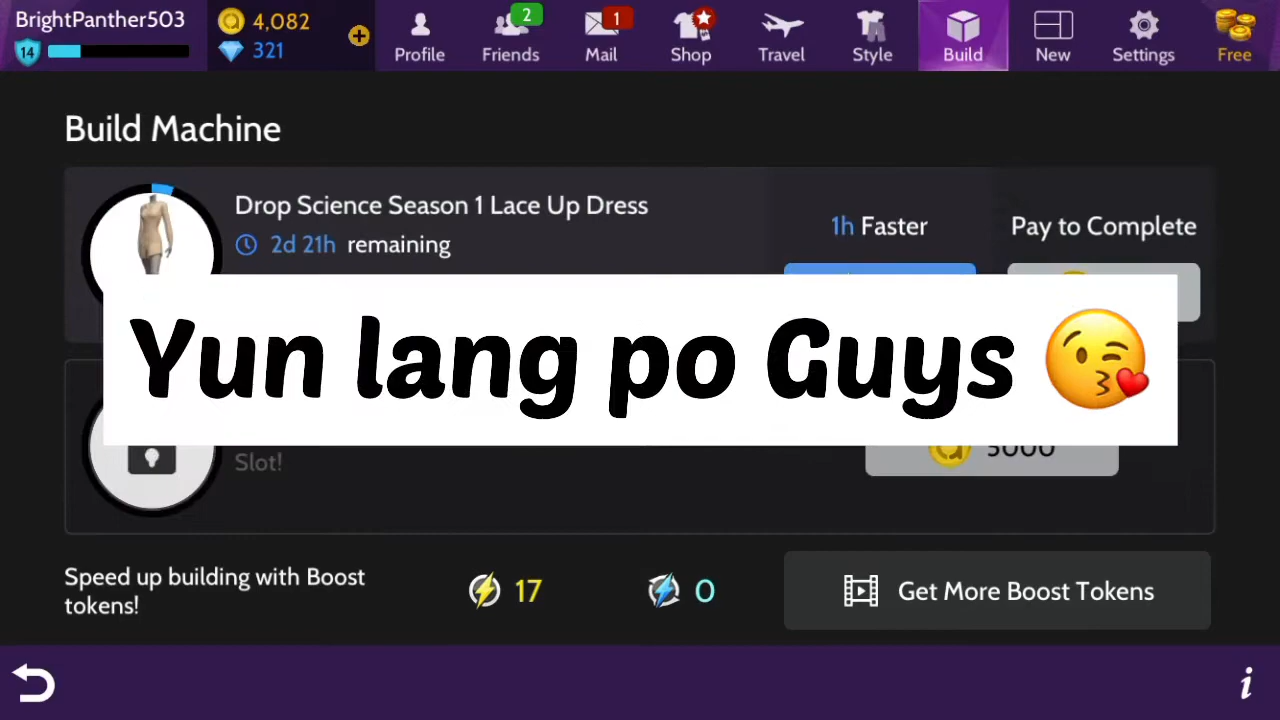 BrightPanther503
14
4,082
321
Profile
2
Friends
1
Mail
Shop
Travel
Style
Build
New
Settings
Free
Build Machine
Drop Science Season 1 Lace Up Dress
2d 21h remaining
1h Faster
Pay to Complete
Yun lang po Guys 😘
Slot!
5000
Speed up building with Boost
tokens!
17
0
Get More Boost Tokens
i